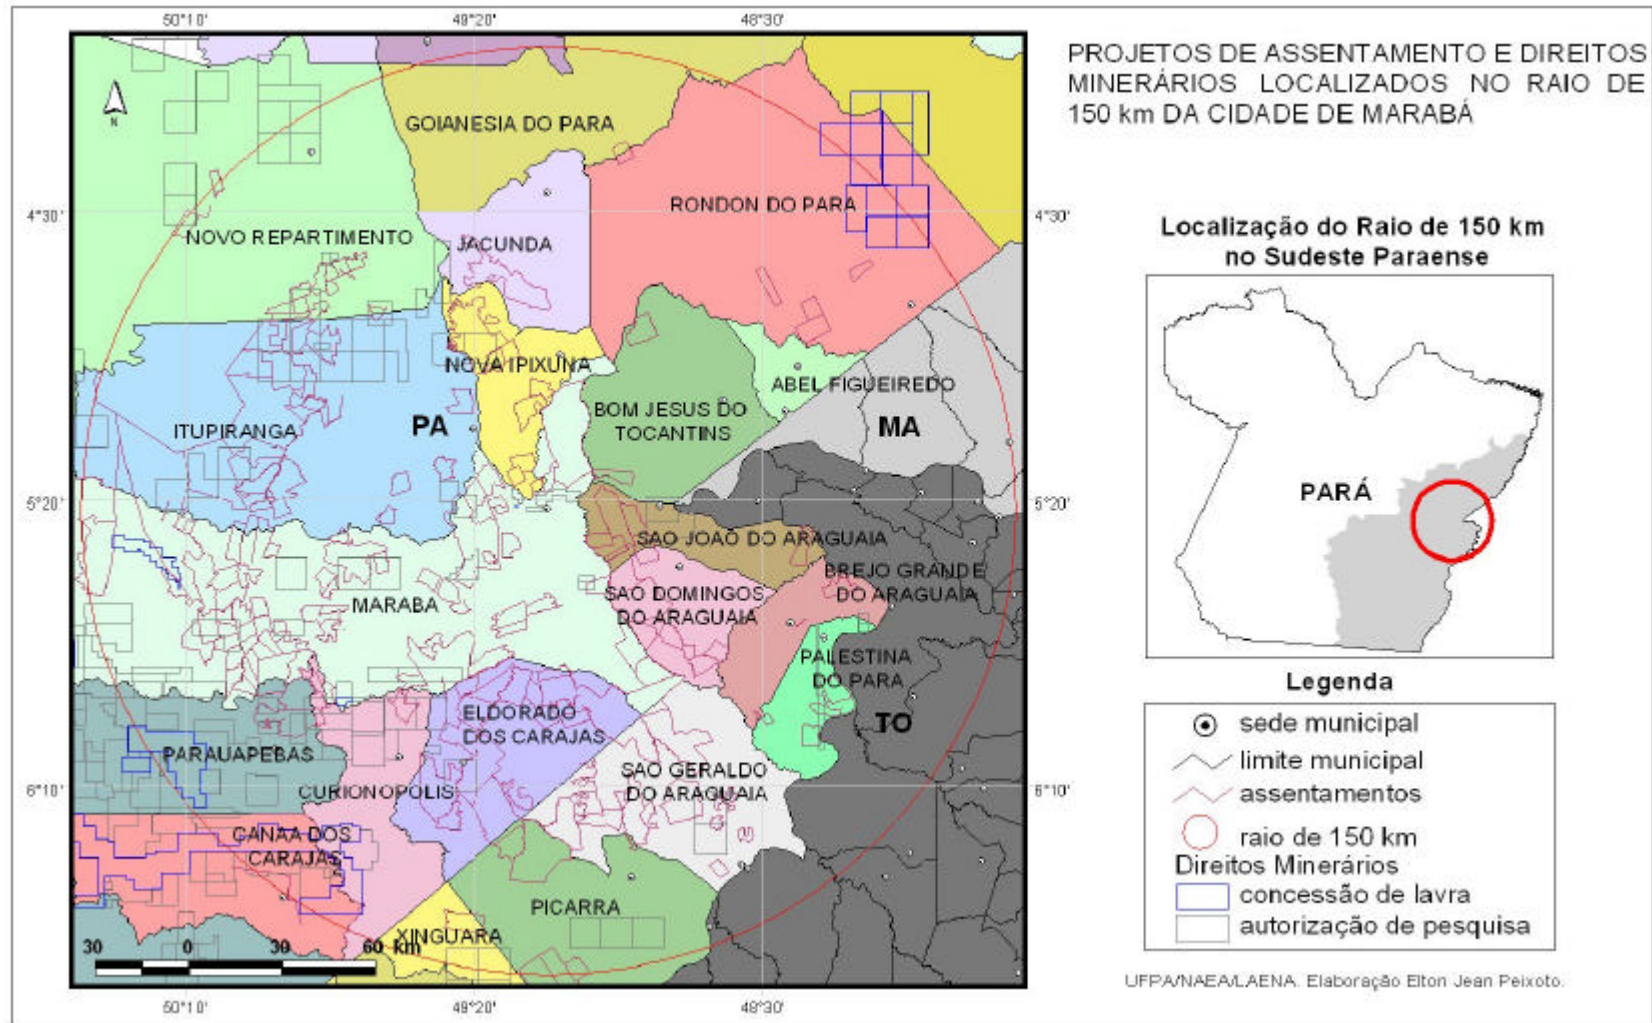 50°10' 49°20' 48°30'
PROJETOS DE ASSENTAMENTO E DIREITOS
MINERÁRIOS LOCALIZADOS NO RAIO DE
150 km DA CIDADE DE MARABÁ
N
GOIANESIA DO PARA
RONDON DO PARA
4°30'
4°30'
NOVO REPARTIMENTO
JACUNDA
Localização do Raio de 150 km
no Sudeste Paraense
NOVA IPIXUNA
ABEL FIGUEIREDO
BOM JESUS DO
TOCANTINS
ITUPIRANGA
PA
MA
PARÁ
5°20'
5°20'
SAO JOAO DO ARAGUAIA
BREJO GRANDE
DO ARAGUAIA
SAO DOMINGOS
DO ARAGUAIA
MARABA
PALESTINA
DO PARA
TO
ELDORADO
DOS CARAJAS
PARAUAPEBAS
SAO GERALDO
DO ARAGUAIA
CURIONOPOLIS
6°10'
6°10'
CANAA DOS
CARAJAS
PICARRA
XINGUARA
30 0 30 60 km
50°10' 49°20' 48°30'
Legenda
sede municipal
limite municipal
assentamentos
raio de 150 km
Direitos Minerários
concessão de lavra
autorização de pesquisa
UFPA/NAEA/LAENA. Elaboração Elton Jean Peixoto.